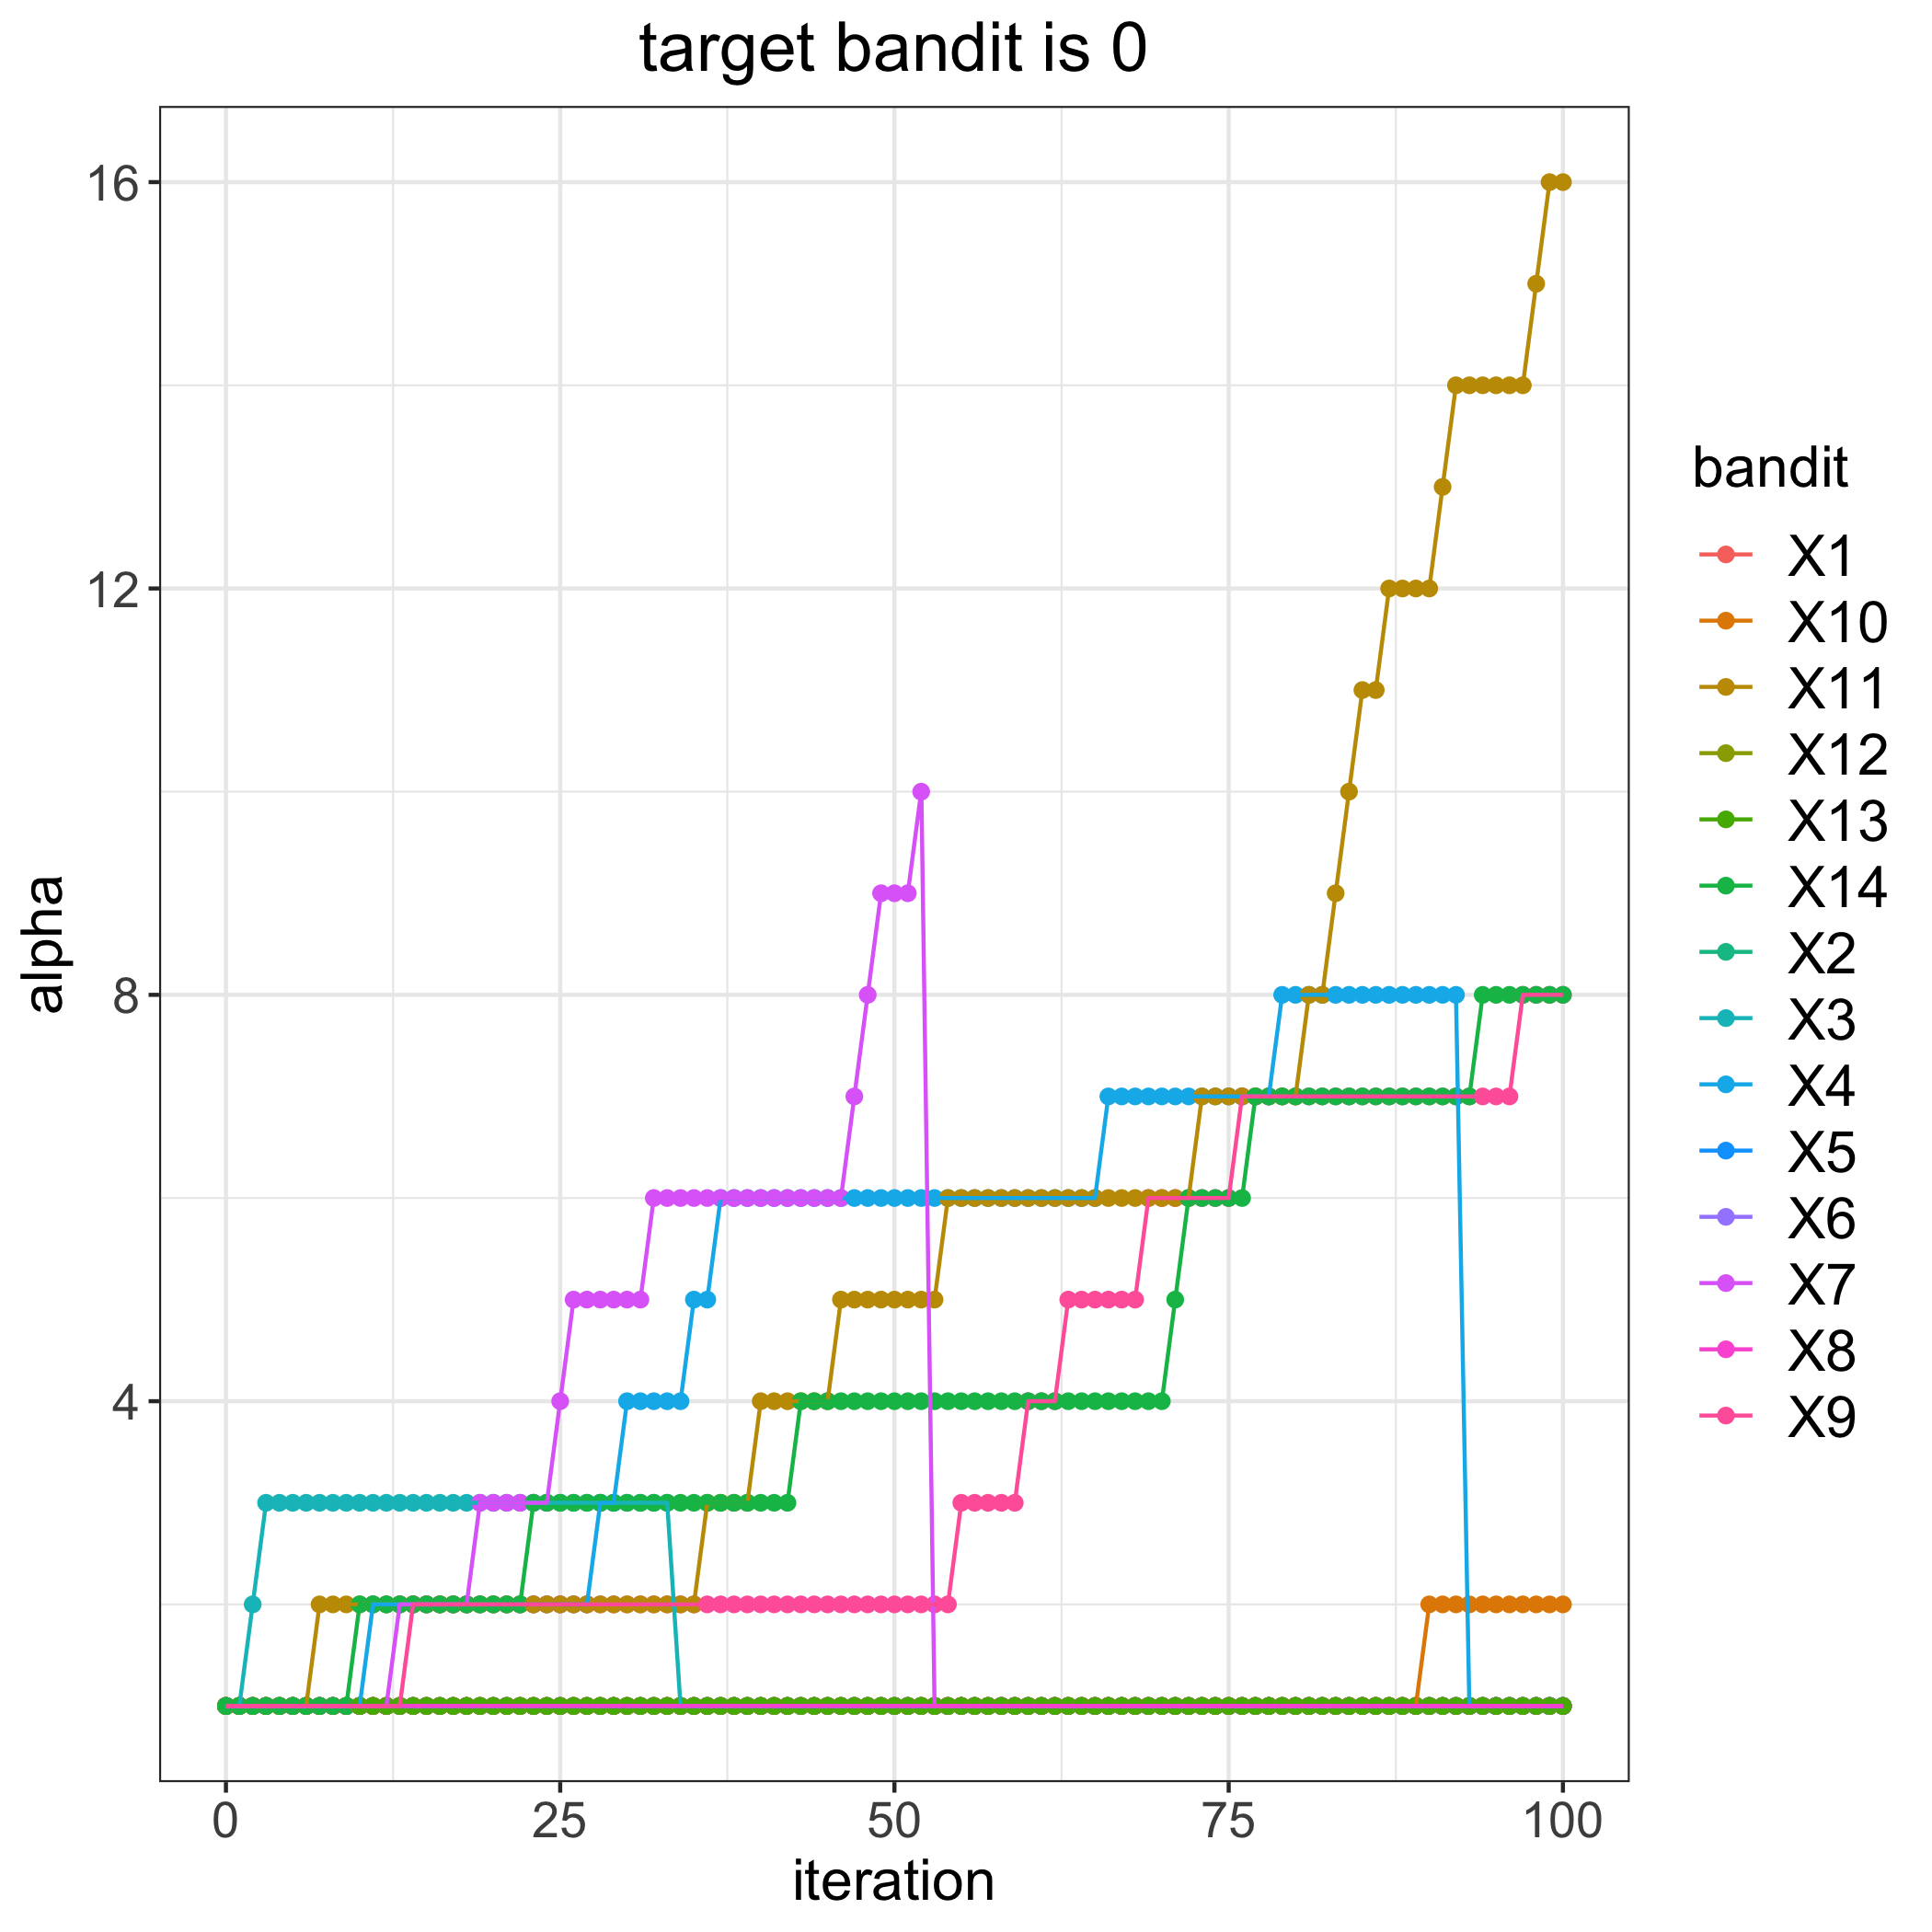 target bandit is 0
16
12
8
4
alpha
0
25
50
75
100
iteration
bandit
X1
X10
X11
X12
X13
X14
X2
X3
X4
X5
X6
X7
X8
X9